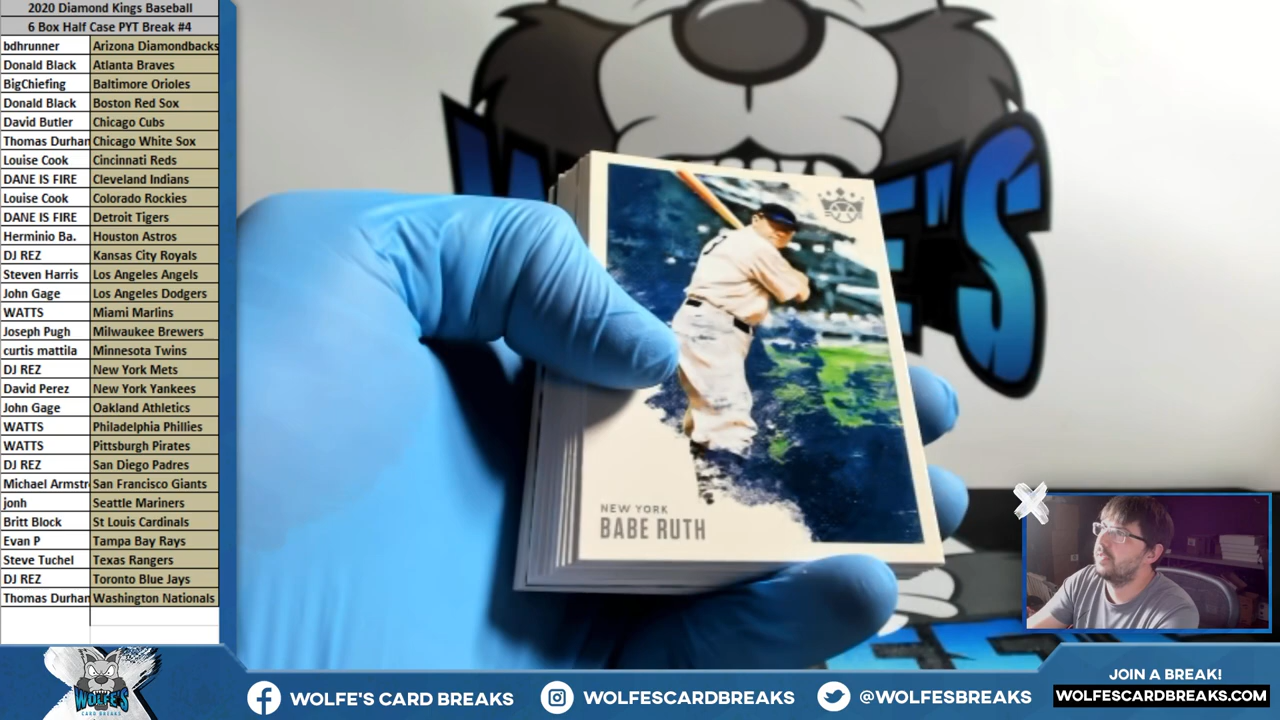 2020 Diamond Kings Baseball
6 Box Half Case PYT Break #4
bdhrunner Arizona Diamondbacks
Donald Black Atlanta Braves
BigChiefing Baltimore Orioles
Donald Black Boston Red Sox
David Butler Chicago Cubs
Thomas Durhan Chicago White Sox
Louise Cook Cincinnati Reds
DANE IS FIRE Cleveland Indians
Louise Cook Colorado Rockies
DANE IS FIRE Detroit Tigers
Herminio Ba. Houston Astros
DJ REZ Kansas City Royals
Steven Harris Los Angeles Angels
John Gage Los Angeles Dodgers
WATTS Miami Marlins
Joseph Pugh Milwaukee Brewers
curtis mattila Minnesota Twins
DJ REZ New York Mets
David Perez New York Yankees
John Gage Oakland Athletics
WATTS Philadelphia Phillies
WATTS Pittsburgh Pirates
DJ REZ San Diego Padres
Michael Armstr San Francisco Giants
jonh Seattle Mariners
Britt Block St Louis Cardinals
Evan P Tampa Bay Rays
Steve Tuchel Texas Rangers
DJ REZ Toronto Blue Jays
Thomas Durhan Washington Nationals
NEW YORK
BABE RUTH
WOLFE'S
CARD BREAKS
WOLFE'S CARD BREAKS
WOLFESCARDBREAKS
@WOLFESBREAKS
JOIN A BREAK!
WOLFESCARDBREAKS.COM